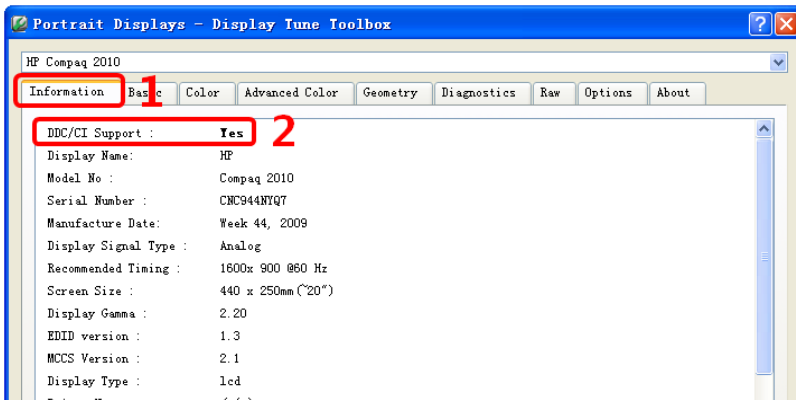 Portrait Displays - Display Tune Toolbox
HP Compaq 2010
Information Basic Color Advanced Color Geometry Diagnostics Raw Options About
1
DDC/CI Support : Yes 2
Display Name: HP
Model No : Compaq 2010
Serial Number : CNC944NYQ7
Manufacture Date: Week 44, 2009
Display Signal Type : Analog
Recommended Timing : 1600x 900 @60 Hz
Screen Size : 440 x 250mm(~20")
Display Gamma : 2.20
EDID version : 1.3
MCCS Version : 2.1
Display Type : lcd